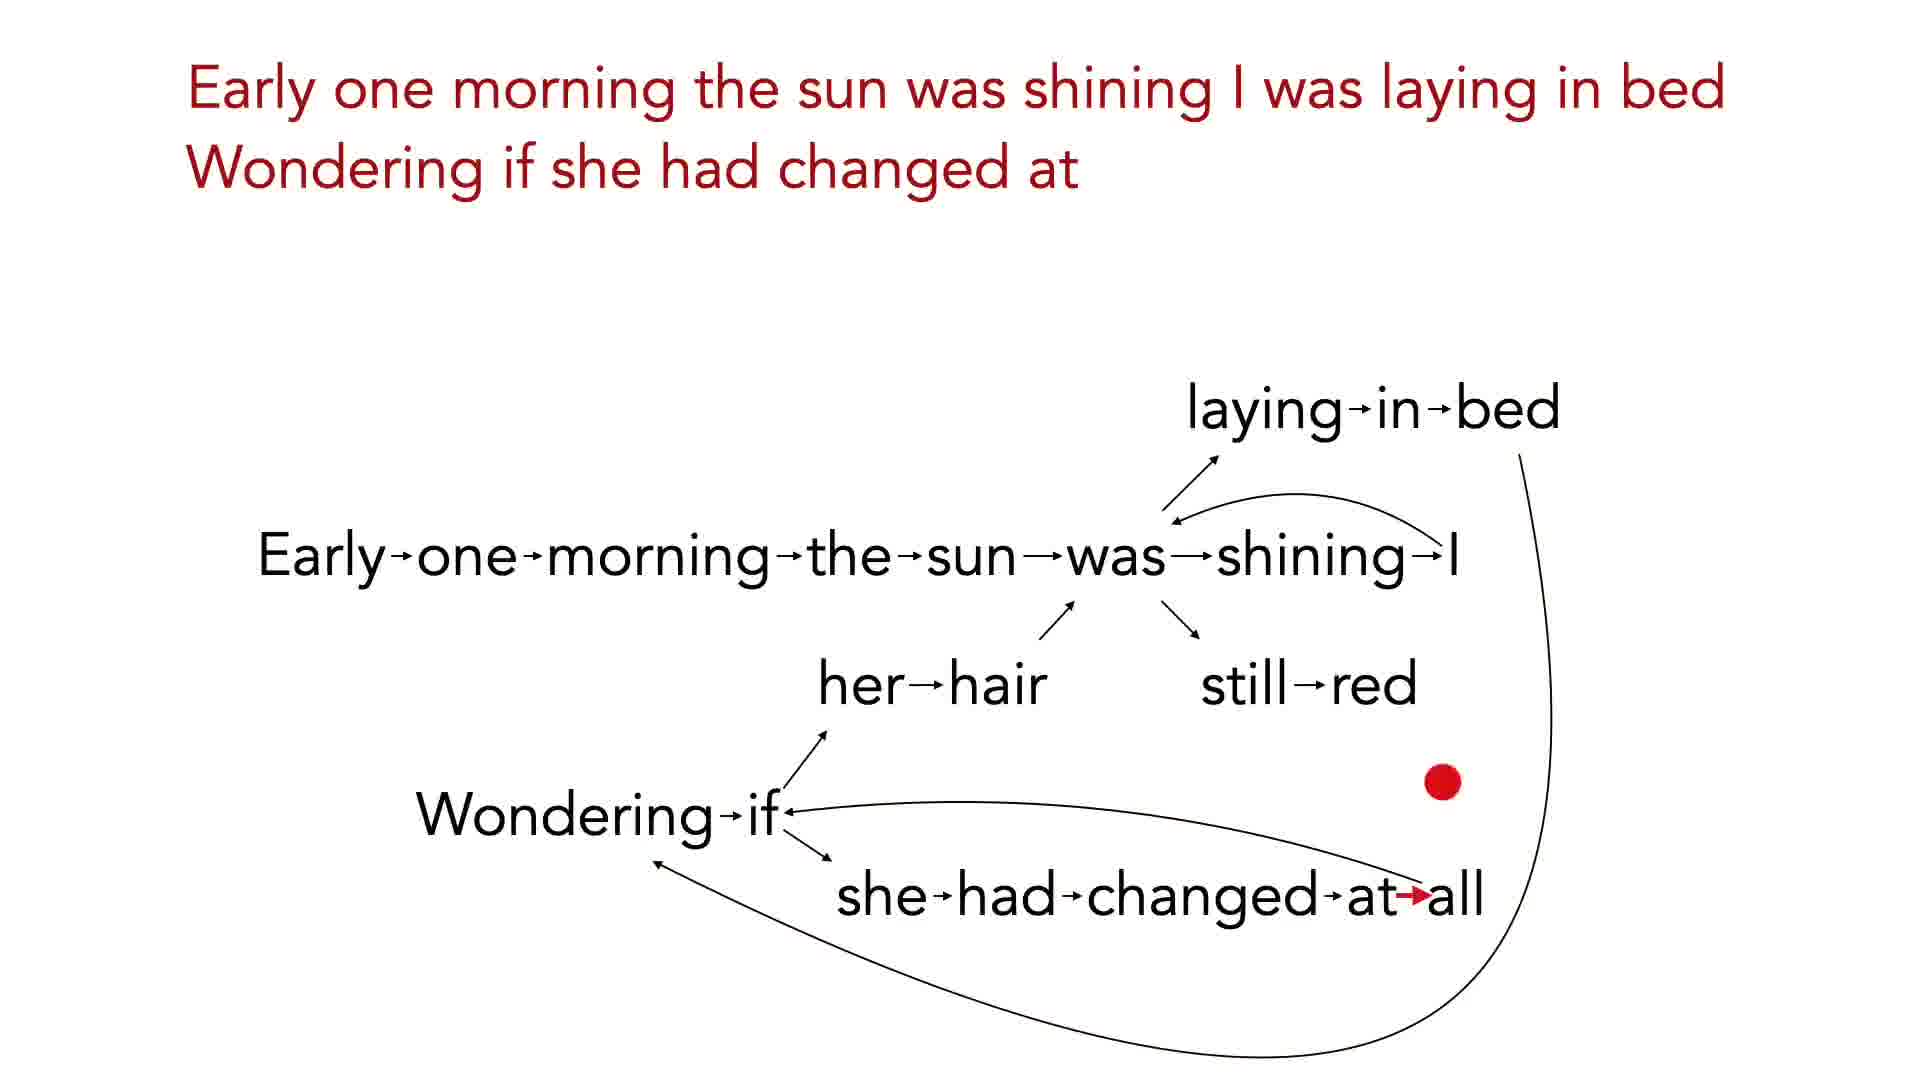 Early one morning the sun was shining I was laying in bed
Wondering if she had changed at
laying in bed
Early one morning the sun was shining I
her hair still red
Wondering if
she had changed at all